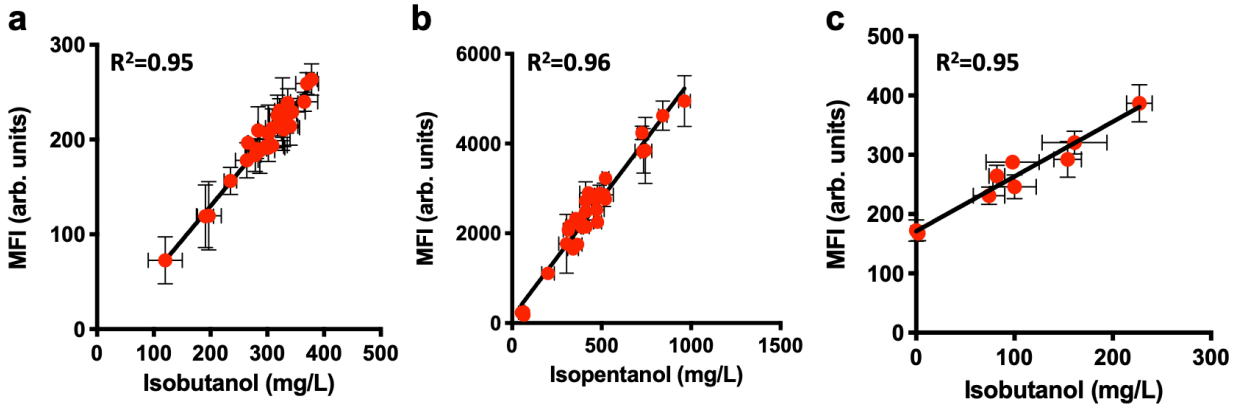 a
R²=0.95
MFI (arb. units)
300
200
100
0
0 100 200 300 400 500
Isobutanol (mg/L)
b
R²=0.96
MFI (arb. units)
6000
4000
2000
0
0 500 1000 1500
Isopentanol (mg/L)
c
R²=0.95
MFI (arb. units)
500
400
300
200
100
0
0 100 200 300
Isobutanol (mg/L)